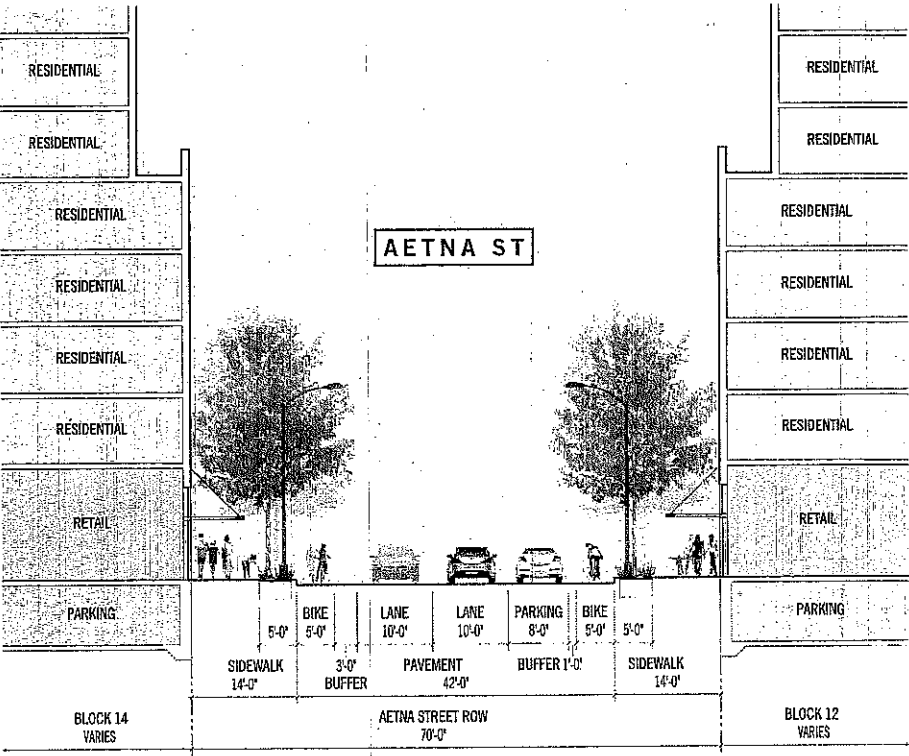 RESIDENTIAL
RESIDENTIAL
RESIDENTIAL
RESIDENTIAL
RESIDENTIAL
RESIDENTIAL
AETNA ST
RESIDENTIAL
RESIDENTIAL
RESIDENTIAL
RESIDENTIAL
RESIDENTIAL
RESIDENTIAL
RETAIL
RETAIL
PARKING
PARKING
5'-0"
BIKE
5'-0"
LANE
10'-0"
LANE
10'-0"
PARKING
8'-0"
BIKE
5'-0"
5'-0"
SIDEWALK
14'-0"
3'-0"
BUFFER
PAVEMENT
42'-0"
BUFFER 1'-0"
SIDEWALK
14'-0"
BLOCK 14
VARIES
AETNA STREET ROW
70'-0"
BLOCK 12
VARIES